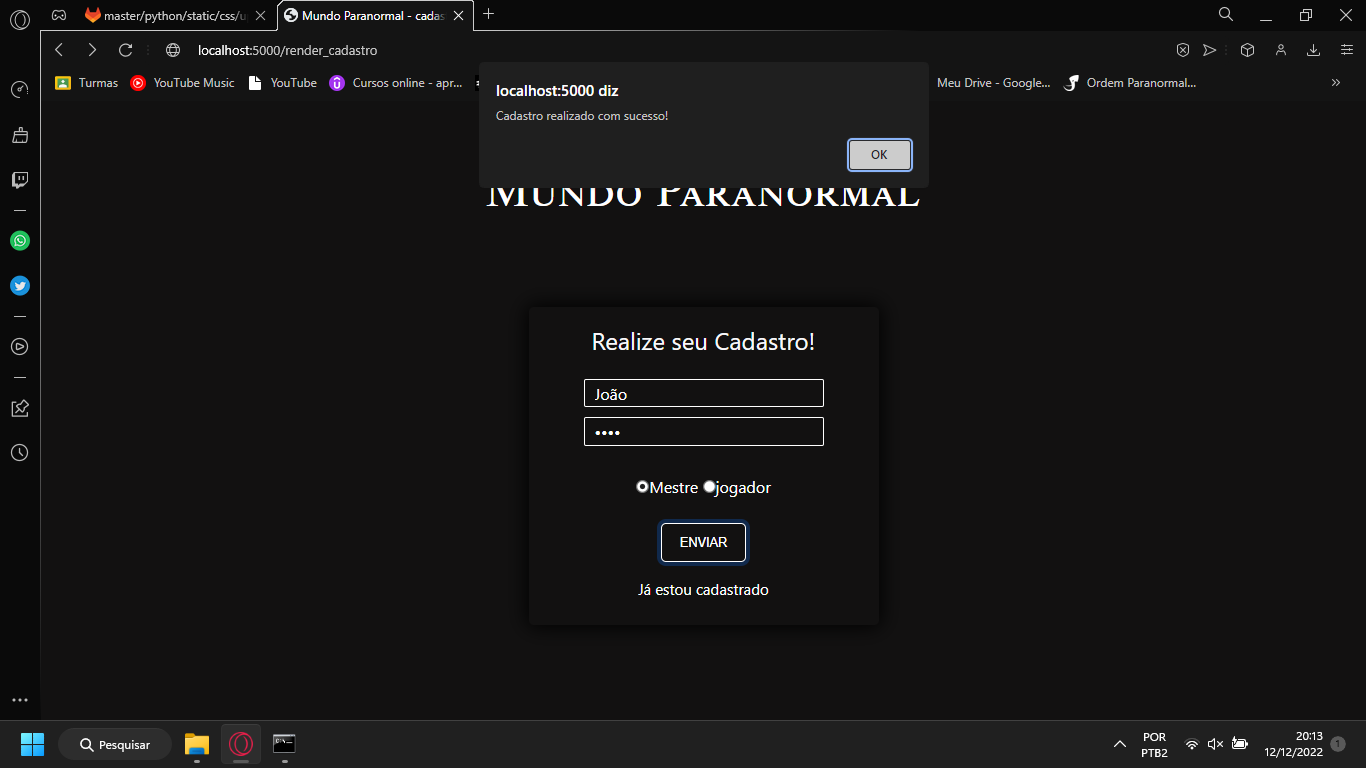 master/python/static/css/u
Mundo Paranormal - cadas
localhost:5000/render_cadastro
Turmas
YouTube Music
YouTube
Cursos online - apr...
Meu Drive - Google...
Ordem Paranormal...
localhost:5000 diz
Cadastro realizado com sucesso!
OK
Mundo Paranormal
Realize seu Cadastro!
João
••••
Mestre jogador
ENVIAR
Já estou cadastrado
Pesquisar
POR
PTB2
20:13
12/12/2022
1